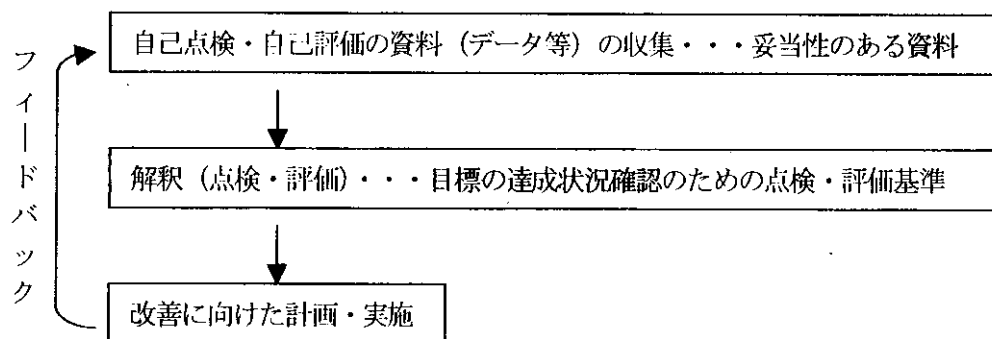 自己点検・自己評価の資料(データ等)の収集・・・妥当性のある資料
解釈(点検・評価)・・・目標の達成状況確認のための点検・評価基準
改善に向けた計画・実施
フィードバック